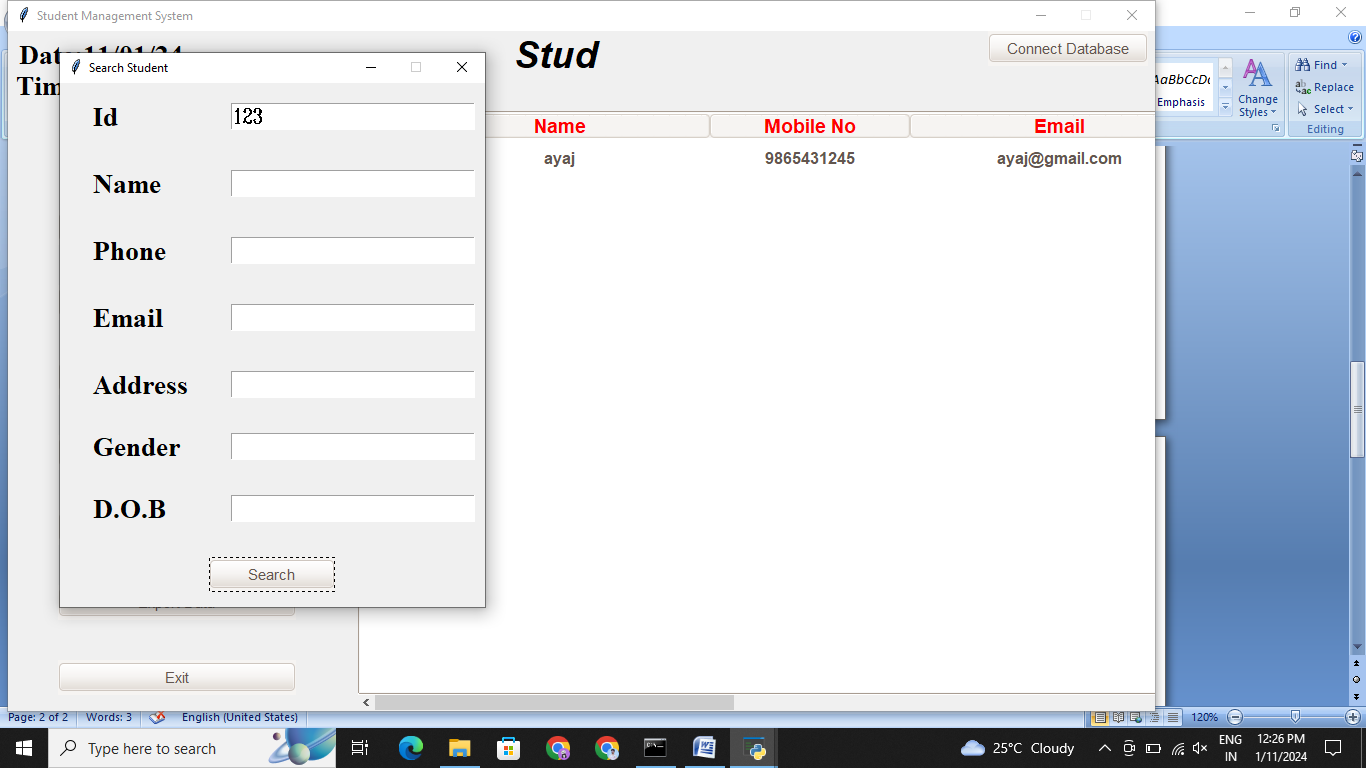 Student Management System
Search Student
Stud
Connect Database
Id
123
Name
Phone
Email
Address
Gender
D.O.B
Search
Name
Mobile No
Email
ayaj
9865431245
ayaj@gmail.com
Exit
Emphasis
Change
Styles
Find
Replace
Select
Editing
Page: 2 of 2
Words: 3
English (United States)
120%
Type here to search
25°C Cloudy
ENG
IN
12:26 PM
1/11/2024